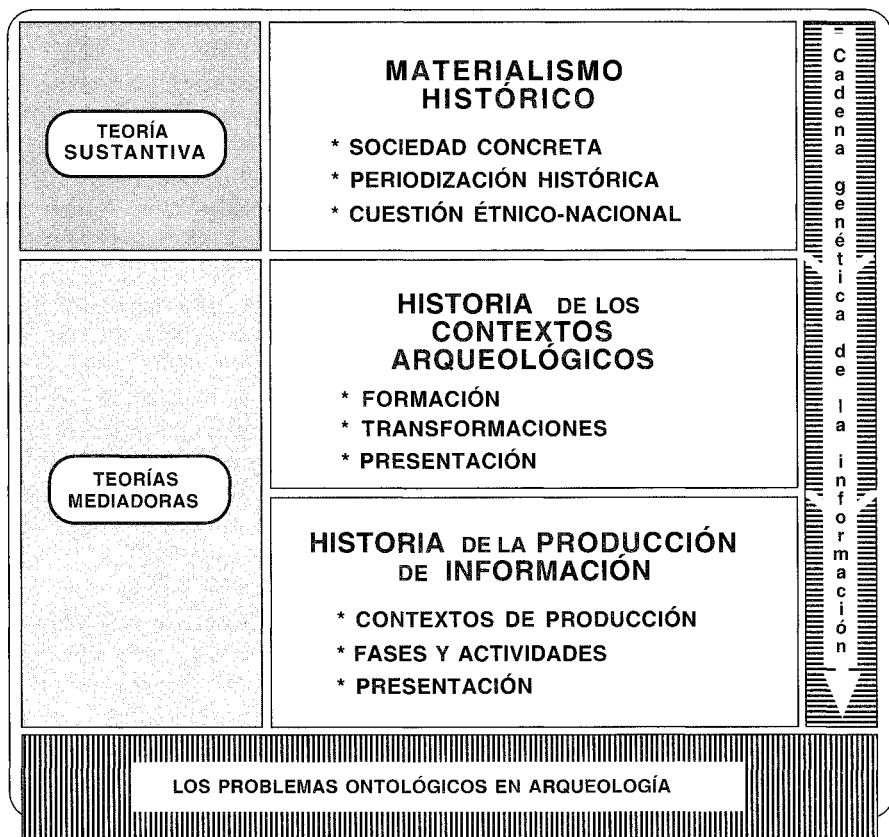 TEORÍA
SUSTANTIVA
MATERIALISMO
HISTÓRICO
* SOCIEDAD CONCRETA
* PERIODIZACIÓN HISTÓRICA
* CUESTIÓN ÉTNICO-NACIONAL
TEORÍAS
MEDIADORAS
HISTORIA DE LOS
CONTEXTOS
ARQUEOLÓGICOS
* FORMACIÓN
* TRANSFORMACIONES
* PRESENTACIÓN
HISTORIA DE LA PRODUCCIÓN
DE INFORMACIÓN
* CONTEXTOS DE PRODUCCIÓN
* FASES Y ACTIVIDADES
* PRESENTACIÓN
Cadena genética de la información
LOS PROBLEMAS ONTOLÓGICOS EN ARQUEOLOGÍA